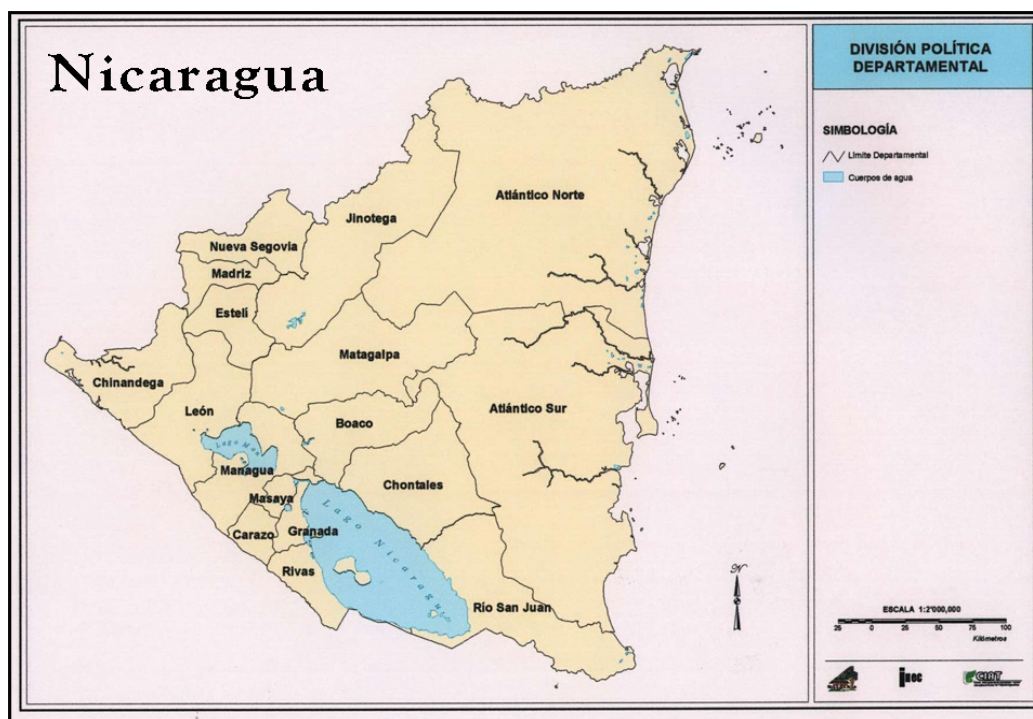 Nicaragua
DIVISIÓN POLÍTICA
DEPARTAMENTAL
SIMBOLOGÍA
Límite Departamental
Cuerpos de agua
Atlántico Norte
Jinotega
Nueva Segovia
Madriz
Estelí
Matagalpa
Chinandega
León
Boaco
Atlántico Sur
Managua
Chontales
Masaya
Carazo
Granada
Lago Nicaragua
Rivas
Río San Juan
N
ESCALA 1:2'000,000
25 0 25 50 75 100
Kilómetros
CIAT